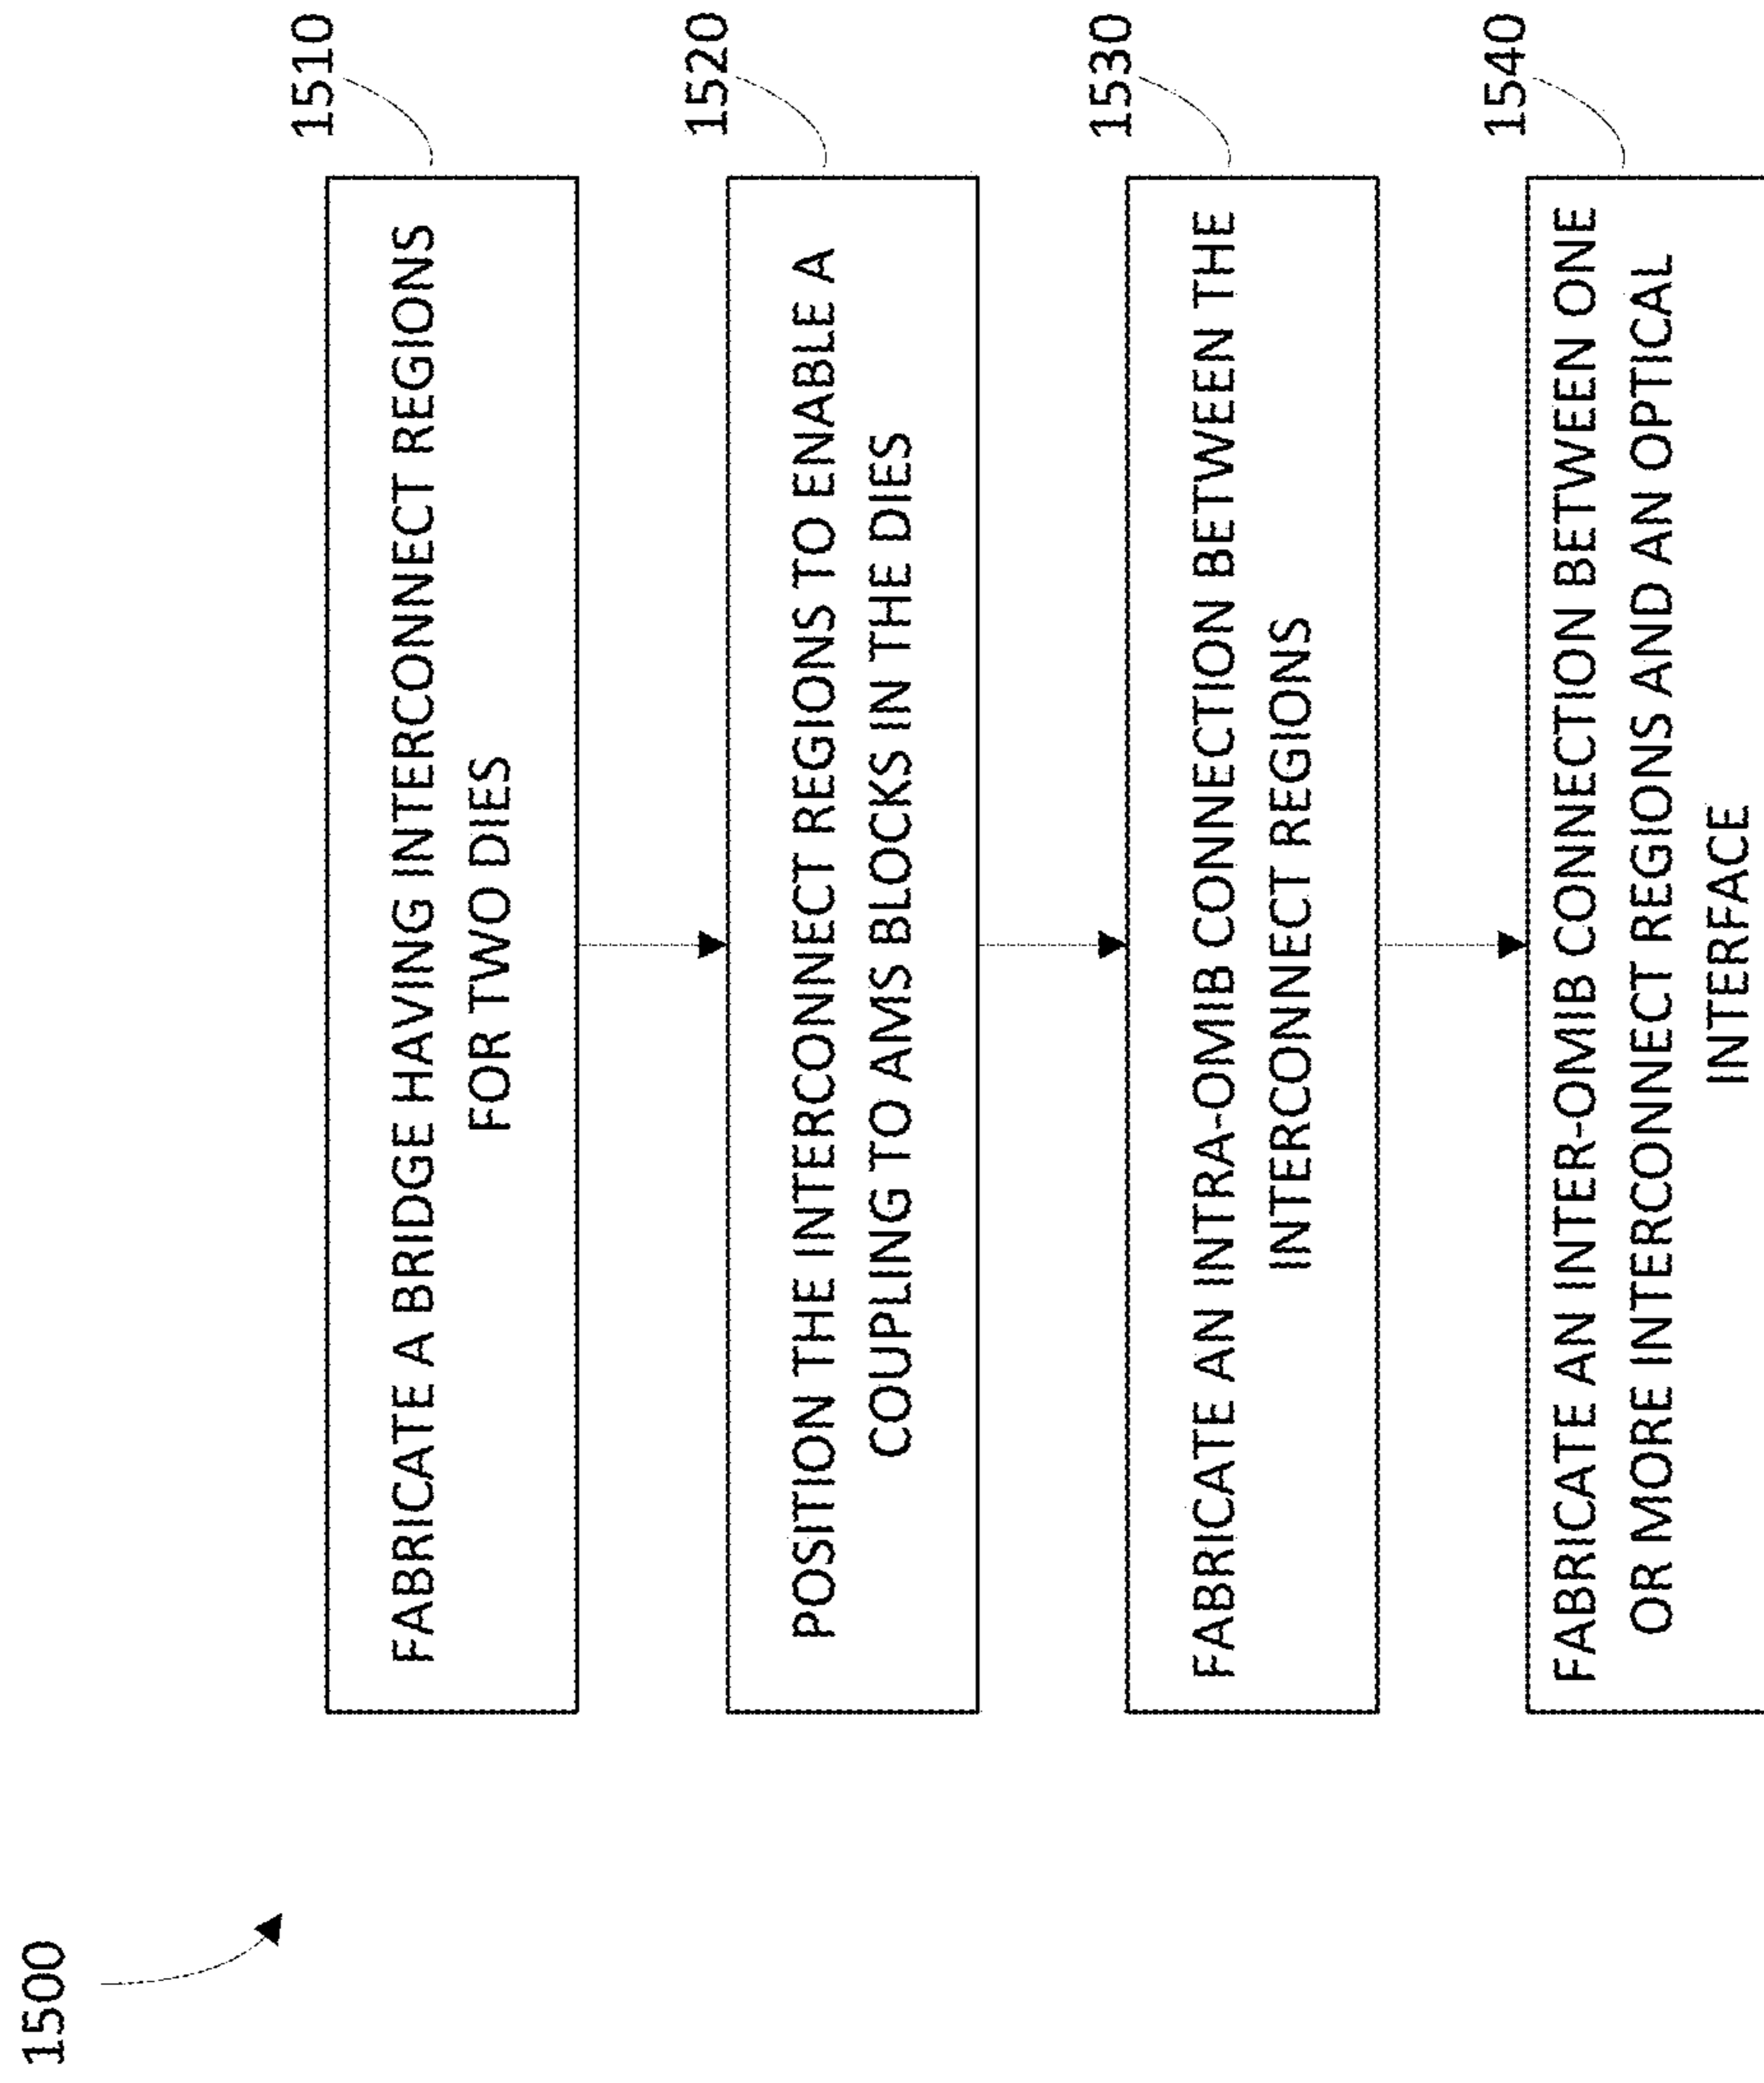 1500
1510
FABRICATE A BRIDGE HAVING INTERCONNECT REGIONS
FOR TWO DIES
1520
POSITION THE INTERCONNECT REGIONS TO ENABLE A
COUPLING TO AMS BLOCKS IN THE DIES
1530
FABRICATE AN INTRA-OMIB CONNECTION BETWEEN THE
INTERCONNECT REGIONS
1540
FABRICATE AN INTER-OMIB CONNECTION BETWEEN ONE
OR MORE INTERCONNECT REGIONS AND AN OPTICAL
INTERFACE